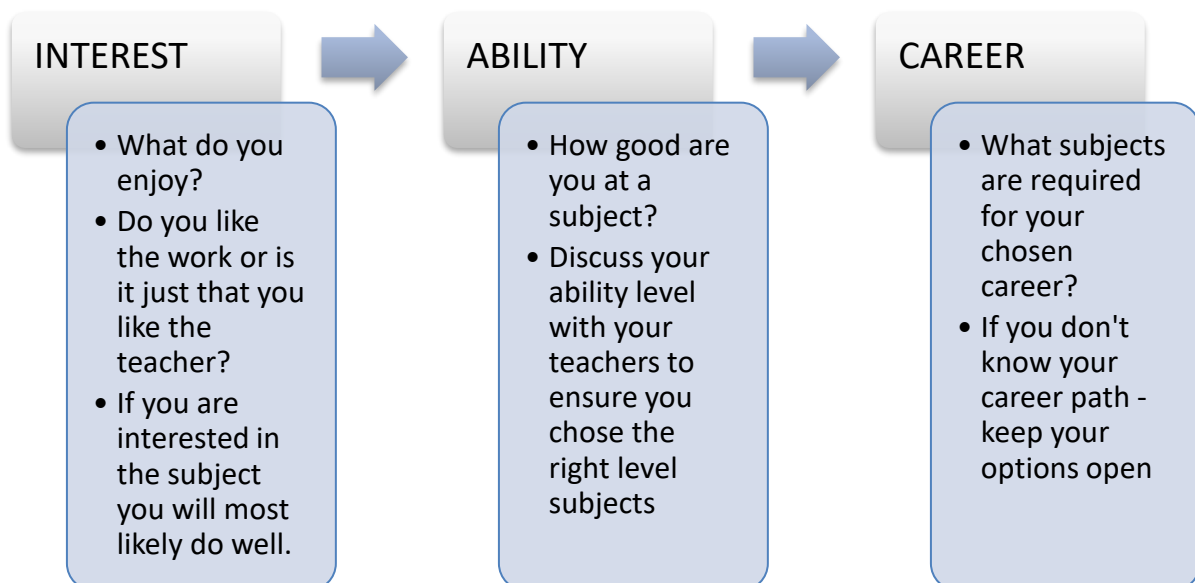 INTEREST
• What do you
enjoy?
• Do you like
the work or is
it just that you
like the
teacher?
• If you are
interested in
the subject
you will most
likely do well.
ABILITY
• How good are
you at a
subject?
• Discuss your
ability level
with your
teachers to
ensure you
chose the
right level
subjects
CAREER
• What subjects
are required
for your
chosen
career?
• If you don't
know your
career path -
keep your
options open